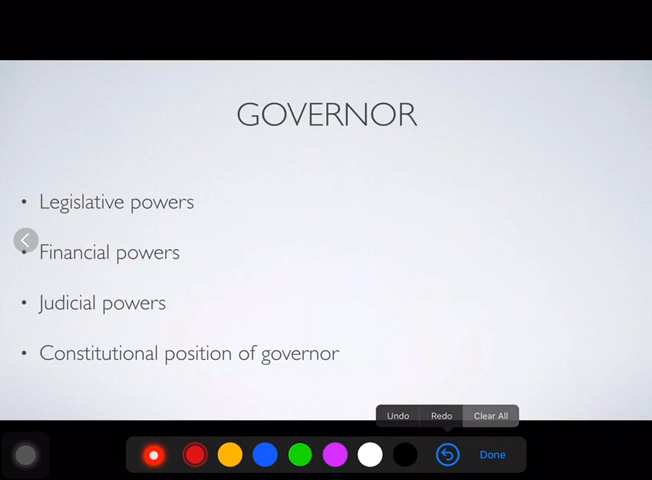 GOVERNOR
• Legislative powers
• Financial powers
• Judicial powers
• Constitutional position of governor
Undo Redo Clear All
Done